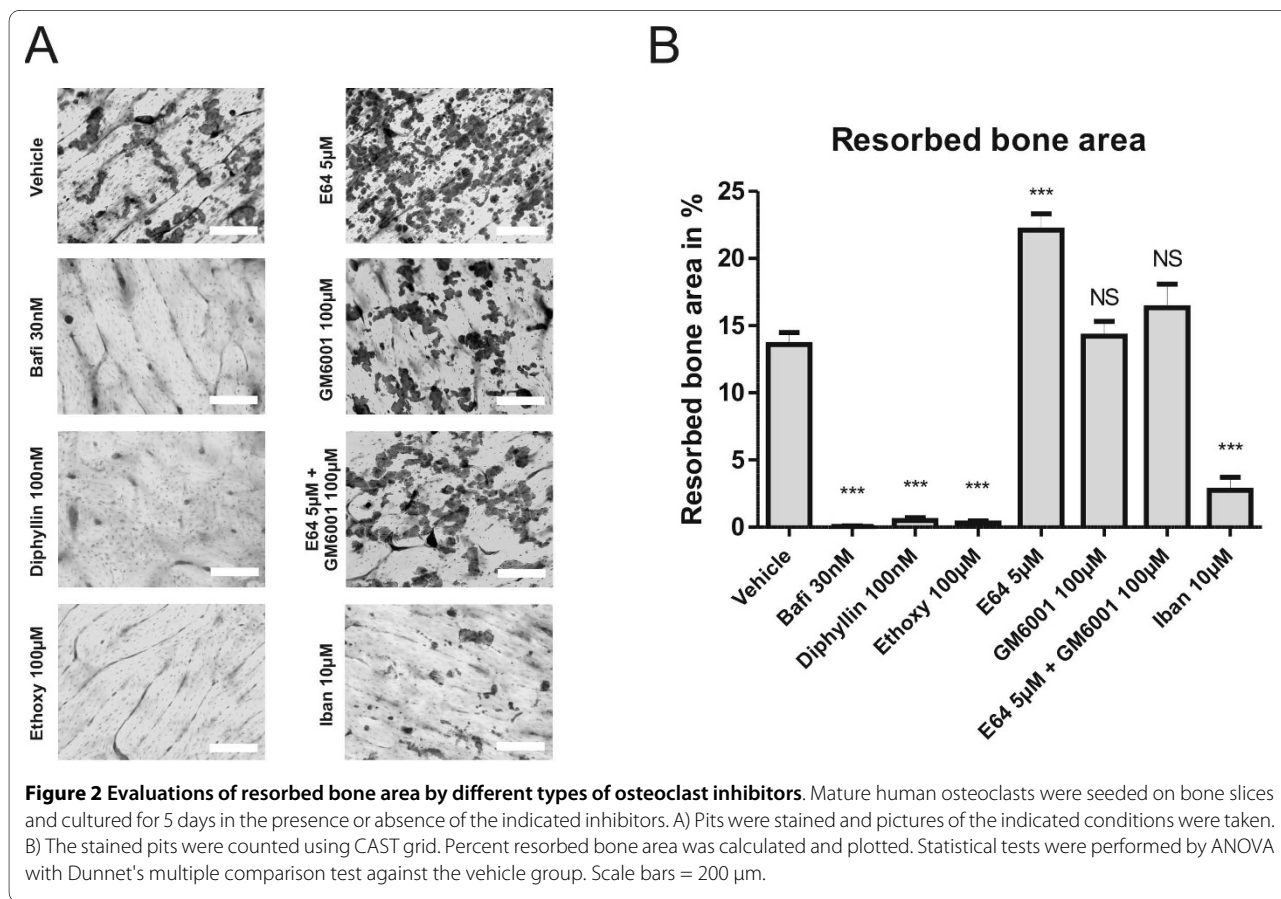 A
Vehicle
E64 5µM
Bafi 30nM
GM6001 100µM
Diphyllin 100nM
E64 5µM +
GM6001 100µM
Ethoxy 100µM
Iban 10µM
B
Resorbed bone area
Resorbed bone area in %
25
20
15
10
5
0
***
***
***
***
NS
NS
***
Vehicle
Bafi 30nM
Diphyllin 100nM
Ethoxy 100µM
E64 5µM
GM6001 100µM
E64 5µM + GM6001 100µM
Iban 10µM
Figure 2 Evaluations of resorbed bone area by different types of osteoclast inhibitors. Mature human osteoclasts were seeded on bone slices
and cultured for 5 days in the presence or absence of the indicated inhibitors. A) Pits were stained and pictures of the indicated conditions were taken.
B) The stained pits were counted using CAST grid. Percent resorbed bone area was calculated and plotted. Statistical tests were performed by ANOVA
with Dunnet's multiple comparison test against the vehicle group. Scale bars = 200 µm.